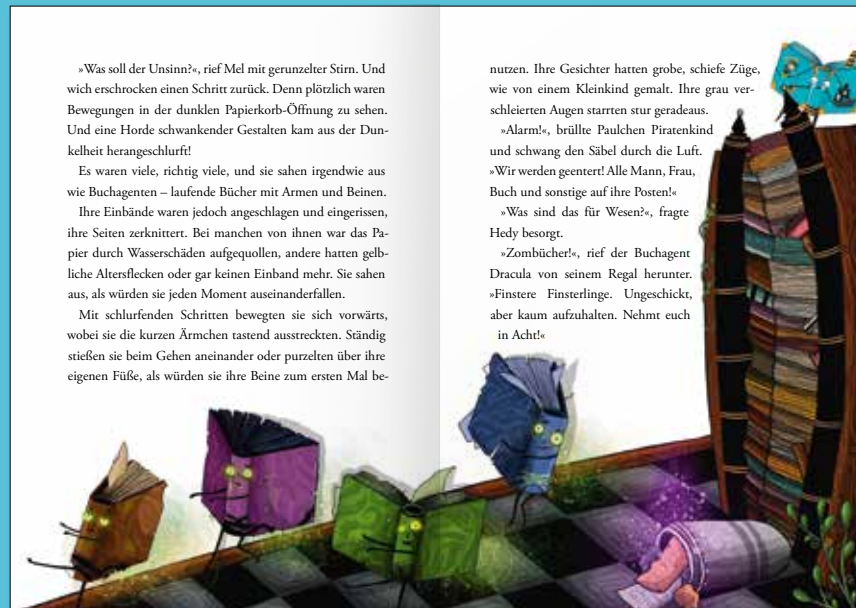 »Was soll der Unsinn?«, rief Mel mit gerunzelter Stirn. Und
wich erschrocken einen Schritt zurück. Denn plötzlich waren
Bewegungen in der dunklen Papierkorb-Öffnung zu sehen.
Und eine Horde schwankender Gestalten kam aus der Dun-
kelheit herangeschlurft!
Es waren viele, richtig viele, und sie sahen irgendwie aus
wie Buchagenten – laufende Bücher mit Armen und Beinen.
Ihre Einbände waren jedoch angeschlagen und eingerissen,
ihre Seiten zerknittert. Bei manchen von ihnen war das Pa-
pier durch Wasserschäden aufgequollen, andere hatten gelb-
liche Altersflecken oder gar keinen Einband mehr. Sie sahen
aus, als würden sie jeden Moment auseinanderfallen.
Mit schlurfenden Schritten bewegten sie sich vorwärts,
wobei sie die kurzen Ärmchen tastend ausstreckten. Ständig
stießen sie beim Gehen aneinander oder purzelten über ihre
eigenen Füße, als würden sie ihre Beine zum ersten Mal be-
nutzen. Ihre Gesichter hatten grobe, schiefe Züge,
wie von einem Kleinkind gemalt. Ihre grau ver-
schleierten Augen starrten stur geradeaus.
»Alarm!«, brüllte Paulchen Piratenkind
und schwang den Säbel durch die Luft.
»Wir werden geentert! Alle Mann, Frau,
Buch und sonstige auf ihre Posten!«
»Was sind das für Wesen?«, fragte
Hedy besorgt.
»Zombücher!«, rief der Buchagent
Dracula von seinem Regal herunter.
»Finstere Finsterlinge. Ungeschickt,
aber kaum aufzuhalten. Nehmt euch
in Acht!«